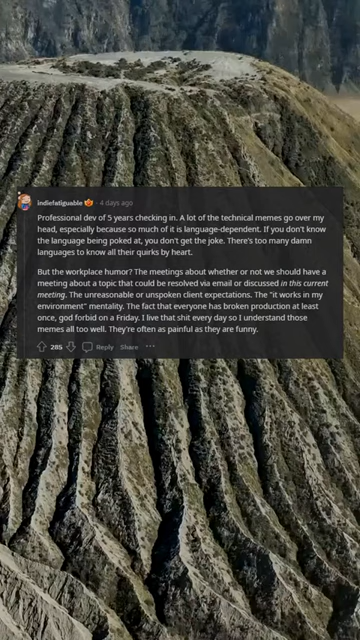 indiefatiguable · 4 days ago
Professional dev of 5 years checking in. A lot of the technical memes go over my
head, especially because so much of it is language-dependent. If you don't know
the language being poked at, you don't get the joke. There's too many damn
languages to know all their quirks by heart.
But the workplace humor? The meetings about whether or not we should have a
meeting about a topic that could be resolved via email or discussed in this current
meeting. The unreasonable or unspoken client expectations. The "it works in my
environment" mentality. The fact that everyone has broken production at least
once, god forbid on a Friday. I live that shit every day so I understand those
memes all too well. They're often as painful as they are funny.
285 Reply Share ···